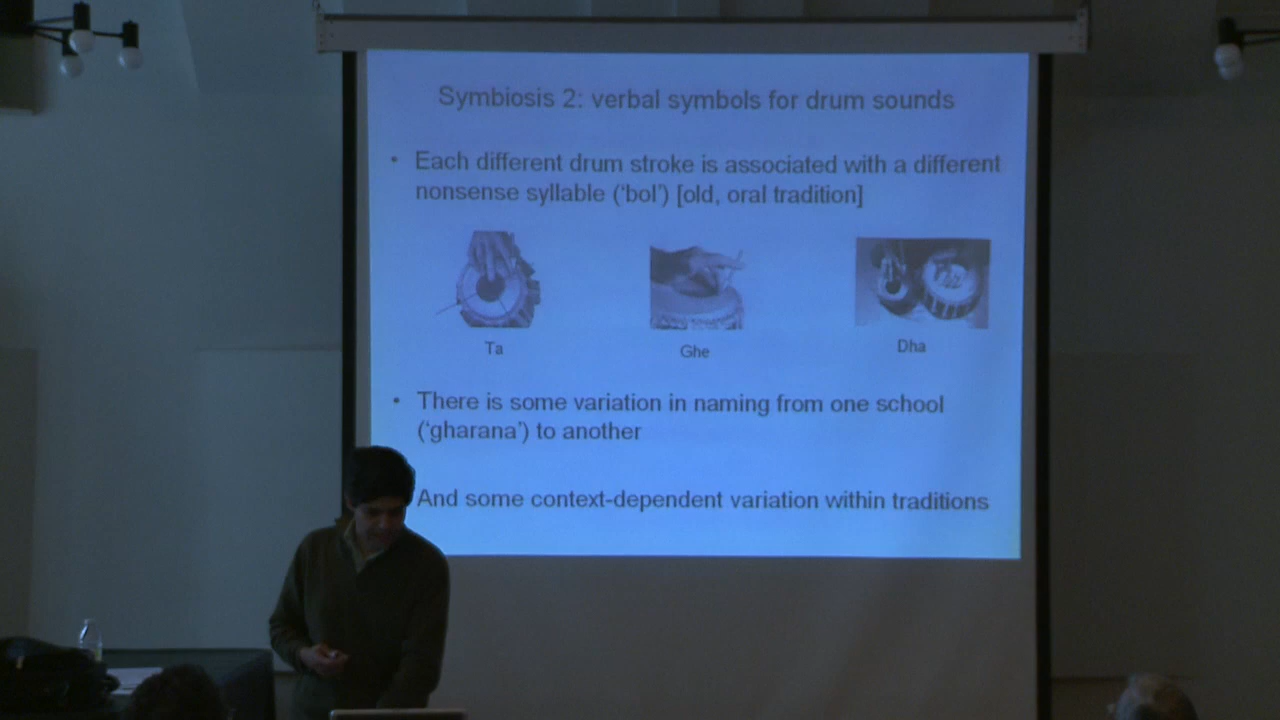 Symbiosis 2: verbal symbols for drum sounds
• Each different drum stroke is associated with a different
nonsense syllable (‘bol’) [old, oral tradition]
Ta
Ghe
Dha
• There is some variation in naming from one school
(‘gharana’) to another
And some context-dependent variation within traditions